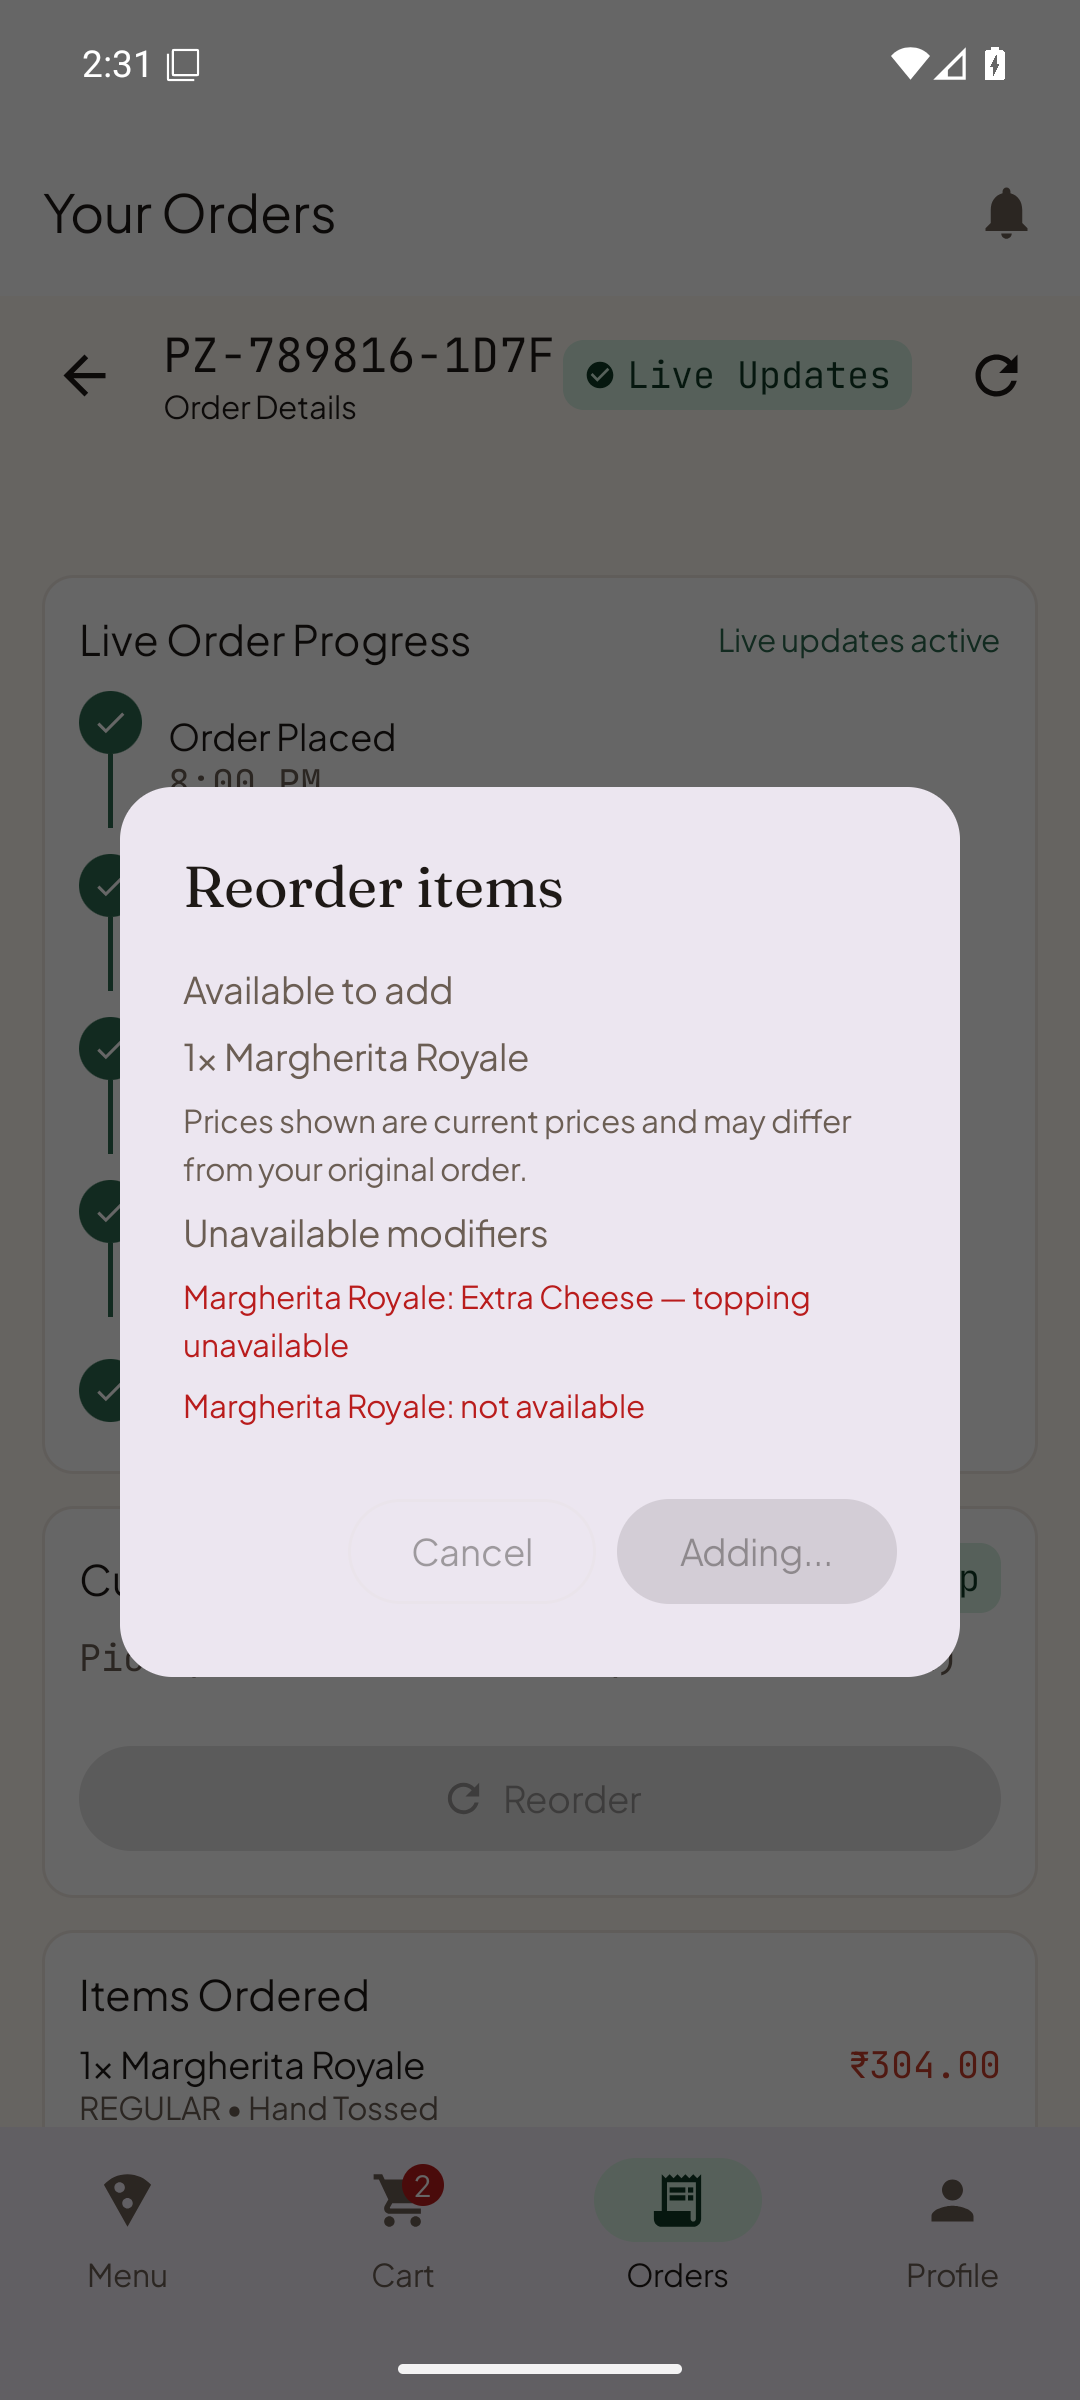 2:31
Your Orders
PZ-789816-1D7F
Live Updates
Order Details
Live Order Progress
Live updates active
Order Placed
8:00 PM
Reorder items
Available to add
1× Margherita Royale
Prices shown are current prices and may differ
from your original order.
Unavailable modifiers
Margherita Royale: Extra Cheese — topping
unavailable
Margherita Royale: not available
Cancel
Adding...
Reorder
Items Ordered
1× Margherita Royale
₹304.00
REGULAR • Hand Tossed
2
Menu
Cart
Orders
Profile